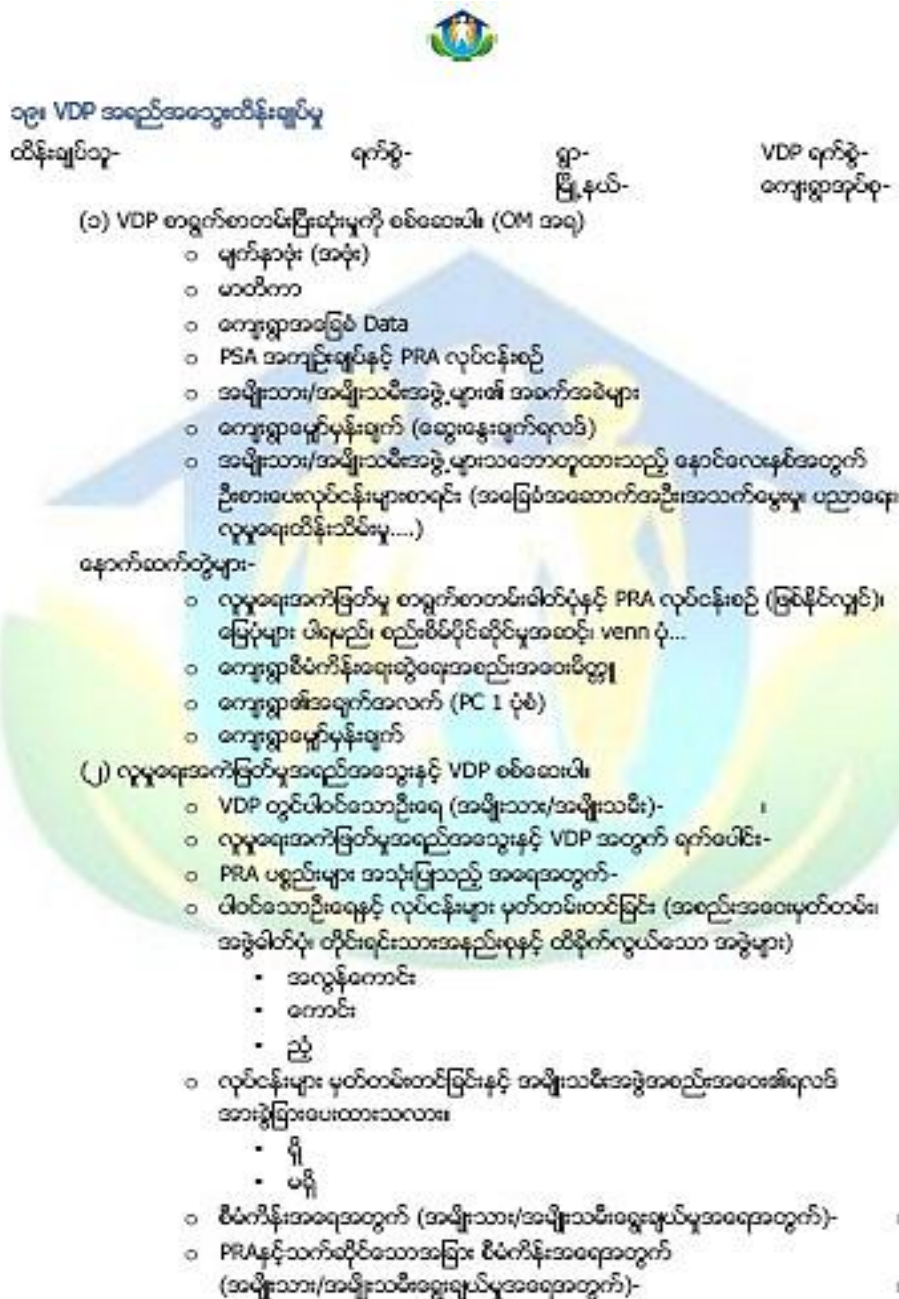 ၁၉။ VDP အရည်အသွေးထိန်းချုပ်မှု
ထိန်းချုပ်သူ- ရက်စွဲ- ရွာ- VDP ရက်စွဲ-
မြို့နယ်- ကျေးရွာအုပ်စု-
(၁) VDP စာရွက်စာတမ်းပြီးဆုံးမှုကို စစ်ဆေးပါ။ (OM အရ)
○ မျက်နှာဖုံး (အဖုံး)
○ မာတိကာ
○ ကျေးရွာအခြေခံ Data
○ PSA အကျဉ်းချုပ်နှင့် PRA လုပ်ငန်းစဉ်
○ အမျိုးသား/အမျိုးသမီးအဖွဲ့များ၏ အခက်အခဲများ
○ ကျေးရွာမျှော်မှန်းချက် (ဆွေးနွေးချက်ရလဒ်)
○ အမျိုးသား/အမျိုးသမီးအဖွဲ့များသဘောတူထားသည့် နောင်လေးနှစ်အတွက်
ဦးစားပေးလုပ်ငန်းများစာရင်း (အခြေခံအဆောက်အဦး၊အသက်မွေးမှု၊ ပညာရေး၊
လူမှုရေးထိန်းသိမ်းမှု....)
နောက်ဆက်တွဲများ-
○ လူမှုရေးအကဲဖြတ်မှု စာရွက်စာတမ်းဓါတ်ပုံနှင့် PRA လုပ်ငန်းစဉ် (ဖြစ်နိုင်လျှင်)၊
မြေပုံများ ပါရမည်၊ စည်းစိမ်ပိုင်ဆိုင်မှုအဆင့်၊ venn ပုံ...
○ ကျေးရွာစီမံကိန်းရေးဆွဲရေးအစည်းအဝေးမိတ္တူ
○ ကျေးရွာ၏အချက်အလက် (PC 1 ပုံစံ)
○ ကျေးရွာမျှော်မှန်းချက်
(၂) လူမှုရေးအကဲဖြတ်မှုအရည်အသွေးနှင့် VDP စစ်ဆေးပါ။
○ VDP တွင်ပါဝင်သောဦးရေ (အမျိုးသား/အမျိုးသမီး)- ။
○ လူမှုရေးအကဲဖြတ်မှုအရည်အသွေးနှင့် VDP အတွက် ရက်ပေါင်း-
○ PRA ပစ္စည်းများ အသုံးပြုသည့် အရေအတွက်-
○ ပါဝင်သောဦးရေနှင့် လုပ်ငန်းများ မှတ်တမ်းတင်ခြင်း (အစည်းအဝေးမှတ်တမ်း၊
အဖွဲ့ဓါတ်ပုံ၊ တိုင်းရင်းသားအနည်းစုနှင့် ထိခိုက်လွယ်သော အဖွဲ့များ)
▪ အလွန်ကောင်း
▪ ကောင်း
▪ ညံ့
○ လုပ်ငန်းများ မှတ်တမ်းတင်ခြင်းနှင့် အမျိုးသမီးအဖွဲ့အစည်းအဝေး၏ရလဒ်
အားခွဲခြားပေးထားသလား။
▪ ရှိ
▪ မရှိ
○ စီမံကိန်းအရေအတွက် (အမျိုးသား/အမျိုးသမီးရွေးချယ်မှုအရေအတွက်)- ။
○ PRAနှင့်သက်ဆိုင်သောအခြား စီမံကိန်းအရေအတွက်
(အမျိုးသား/အမျိုးသမီးရွေးချယ်မှုအရေအတွက်)- ။